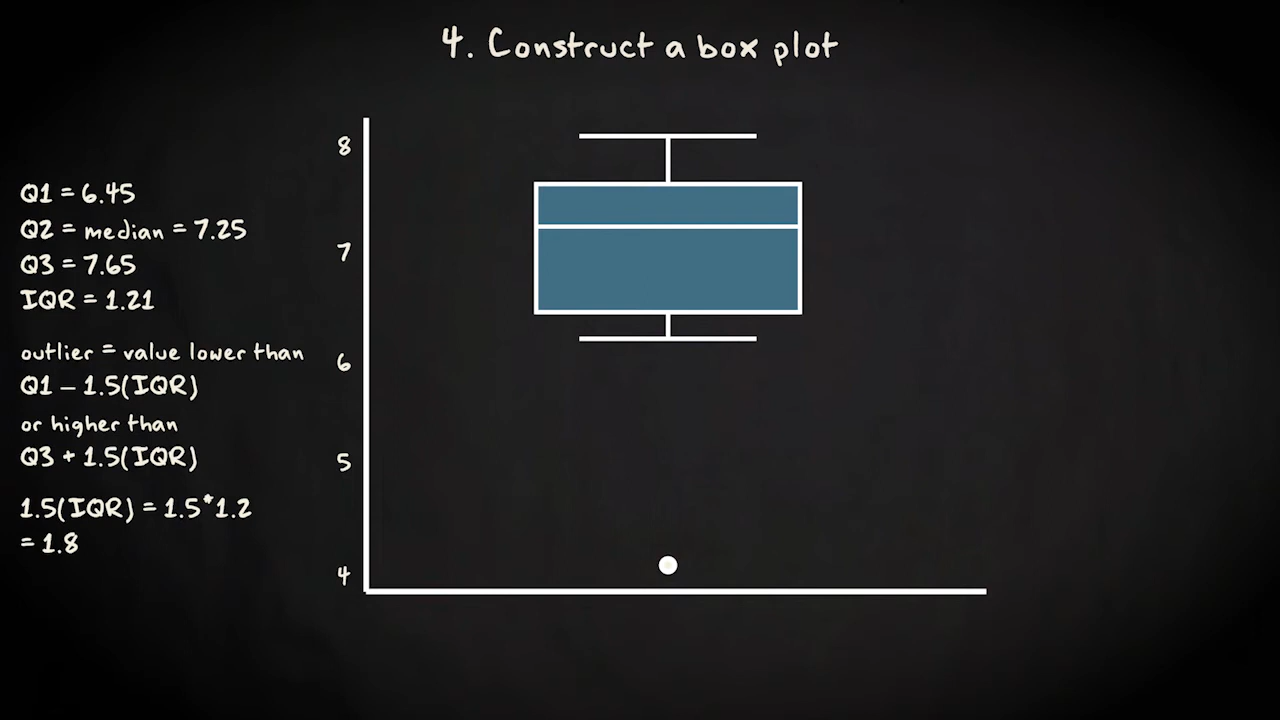 4. Construct a box plot
Q1 = 6.45
Q2 = median = 7.25
Q3 = 7.65
IQR = 1.21
outlier = value lower than
Q1 – 1.5(IQR)
or higher than
Q3 + 1.5(IQR)
1.5(IQR) = 1.5*1.2
= 1.8
8
7
6
5
4